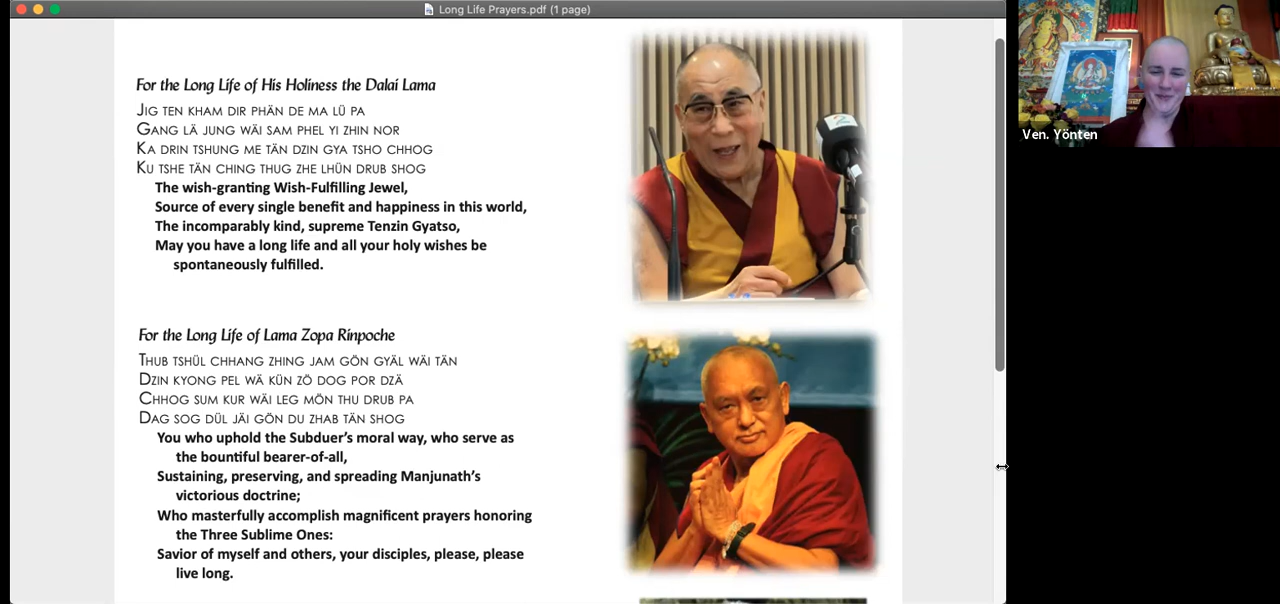 Long Life Prayers.pdf (1 page)
For the Long Life of His Holiness the Dalai Lama
JIG TEN KHAM DIR PHÄN DE MA LÜ PA
GANG LÄ JUNG WÄI SAM PHEL YI ZHIN NOR
KA DRIN TSHUNG ME TÄN DZIN GYA TSHO CHHOG
KU TSHE TÄN CHING THUG ZHE LHÜN DRUB SHOG
The wish-granting Wish-Fulfilling Jewel,
Source of every single benefit and happiness in this world,
The incomparably kind, supreme Tenzin Gyatso,
May you have a long life and all your holy wishes be
spontaneously fulfilled.
For the Long Life of Lama Zopa Rinpoche
THUB TSHÜL CHHANG ZHING JAM GÖN GYÄL WÄI TÄN
DZIN KYONG PEL WÄ KÜN ZÖ DOG POR DZÄ
CHHOG SUM KUR WÄI LEG MÖN THU DRUB PA
DAG SOG DÜL JÄI GÖN DU ZHAB TÄN SHOG
You who uphold the Subduer's moral way, who serve as
the bountiful bearer-of-all,
Sustaining, preserving, and spreading Manjunath's
victorious doctrine;
Who masterfully accomplish magnificent prayers honoring
the Three Sublime Ones:
Savior of myself and others, your disciples, please, please
live long.
Ven. Yönten
2